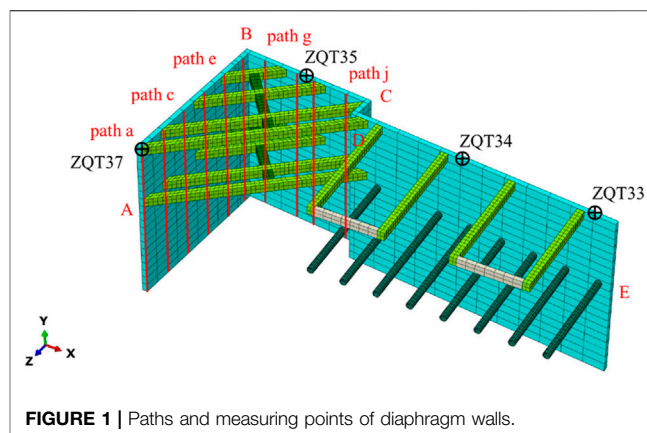 B
path g
path e
ZQT35
path j
path c
C
path a
D
ZQT34
ZQT37
A
ZQT33
E
Y
X
Z
FIGURE 1 | Paths and measuring points of diaphragm walls.